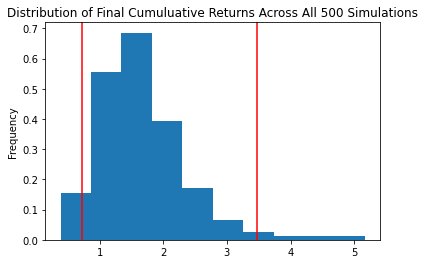 Distribution of Final Cumuluative Returns Across All 500 Simulations
0.7
0.6
0.5
0.4
0.3
0.2
0.1
0.0
Frequency
1 2 3 4 5